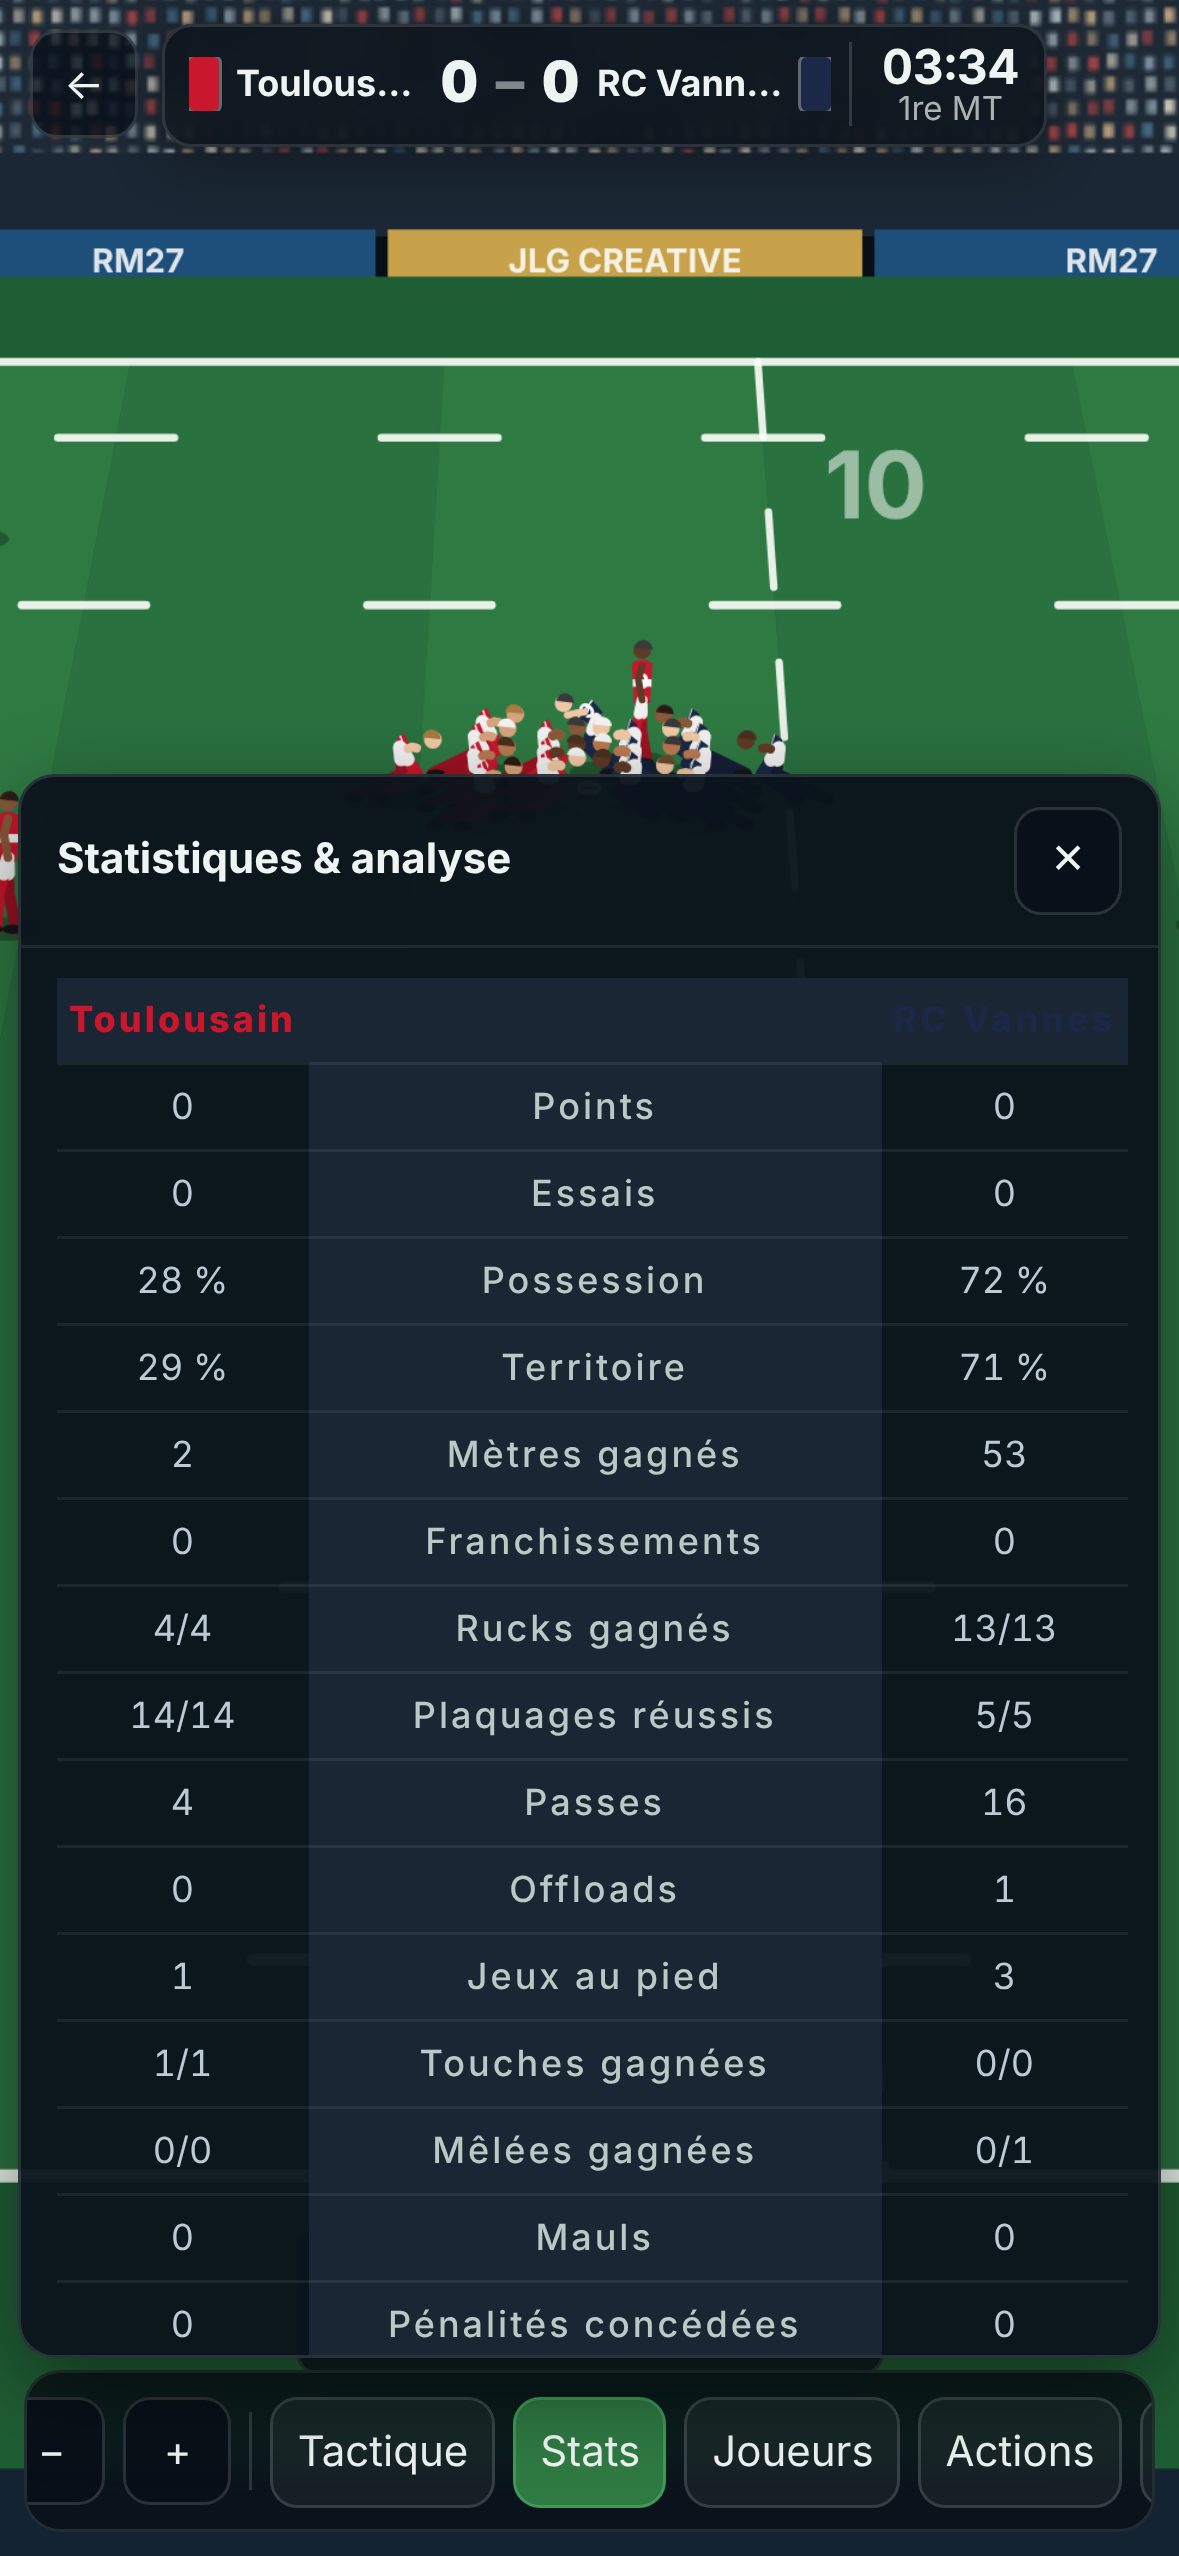 ←
Toulous... 0 – 0 RC Vann...
03:34
1re MT
RM27
JLG CREATIVE
RM27
10
Statistiques & analyse
×
Toulousain RC Vannes
0 Points 0
0 Essais 0
28 % Possession 72 %
29 % Territoire 71 %
2 Mètres gagnés 53
0 Franchissements 0
4/4 Rucks gagnés 13/13
14/14 Plaquages réussis 5/5
4 Passes 16
0 Offloads 1
1 Jeux au pied 3
1/1 Touches gagnées 0/0
0/0 Mêlées gagnées 0/1
0 Mauls 0
0 Pénalités concédées 0
− + Tactique Stats Joueurs Actions